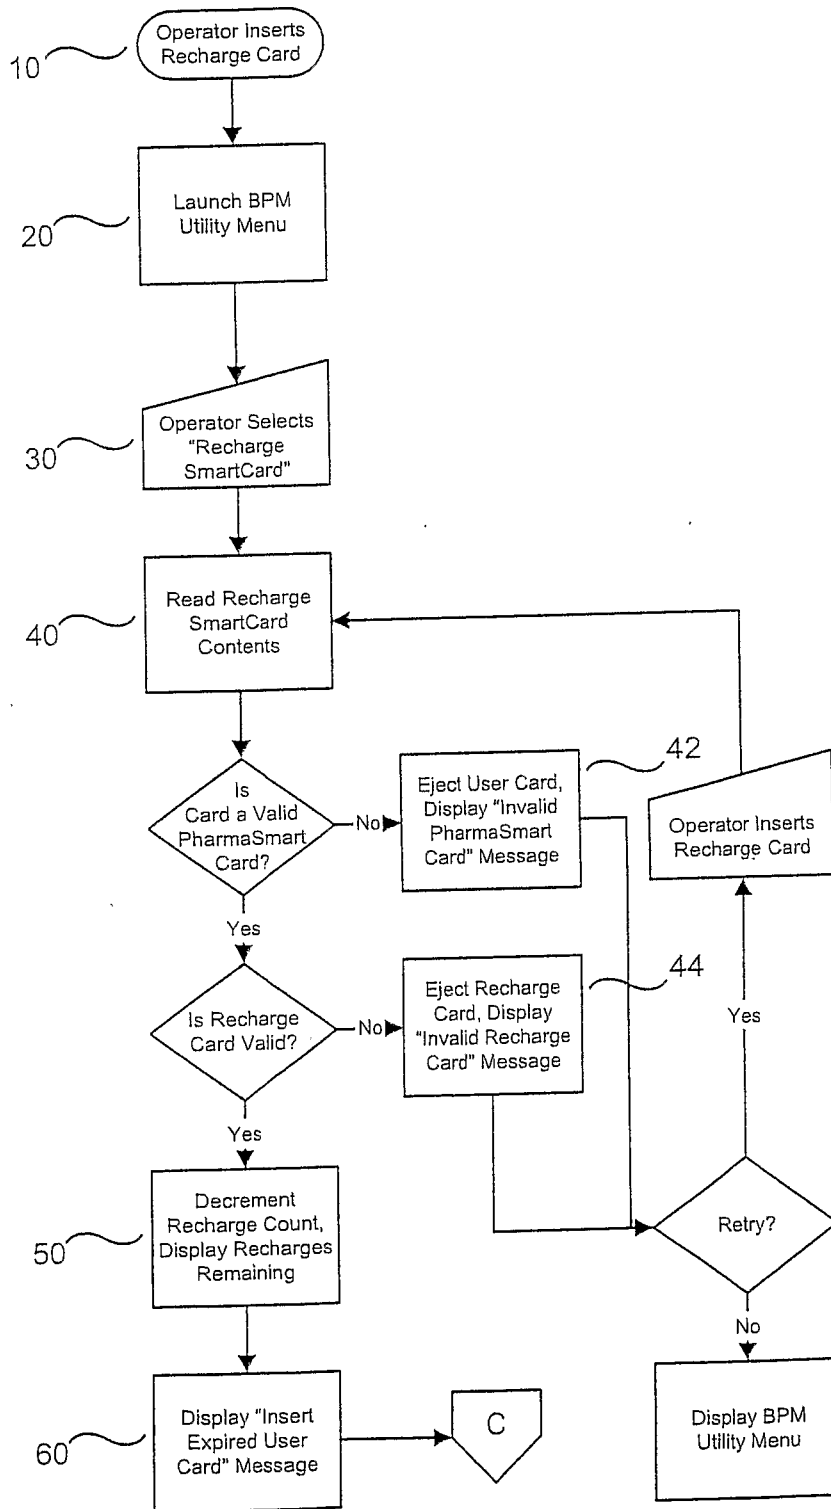 Operator Inserts
Recharge Card
10
Launch BPM
Utility Menu
20
Operator Selects
"Recharge
SmartCard"
30
Read Recharge
SmartCard
Contents
40
Is
Card a Valid
PharmaSmart
Card?
No
Eject User Card,
Display "Invalid
PharmaSmart
Card" Message
42
Operator Inserts
Recharge Card
Yes
Is Recharge
Card Valid?
No
Eject Recharge
Card, Display
"Invalid Recharge
Card" Message
44
Yes
Yes
Decrement
Recharge Count,
Display Recharges
Remaining
50
Retry?
No
Display "Insert
Expired User
Card" Message
60
C
Display BPM
Utility Menu